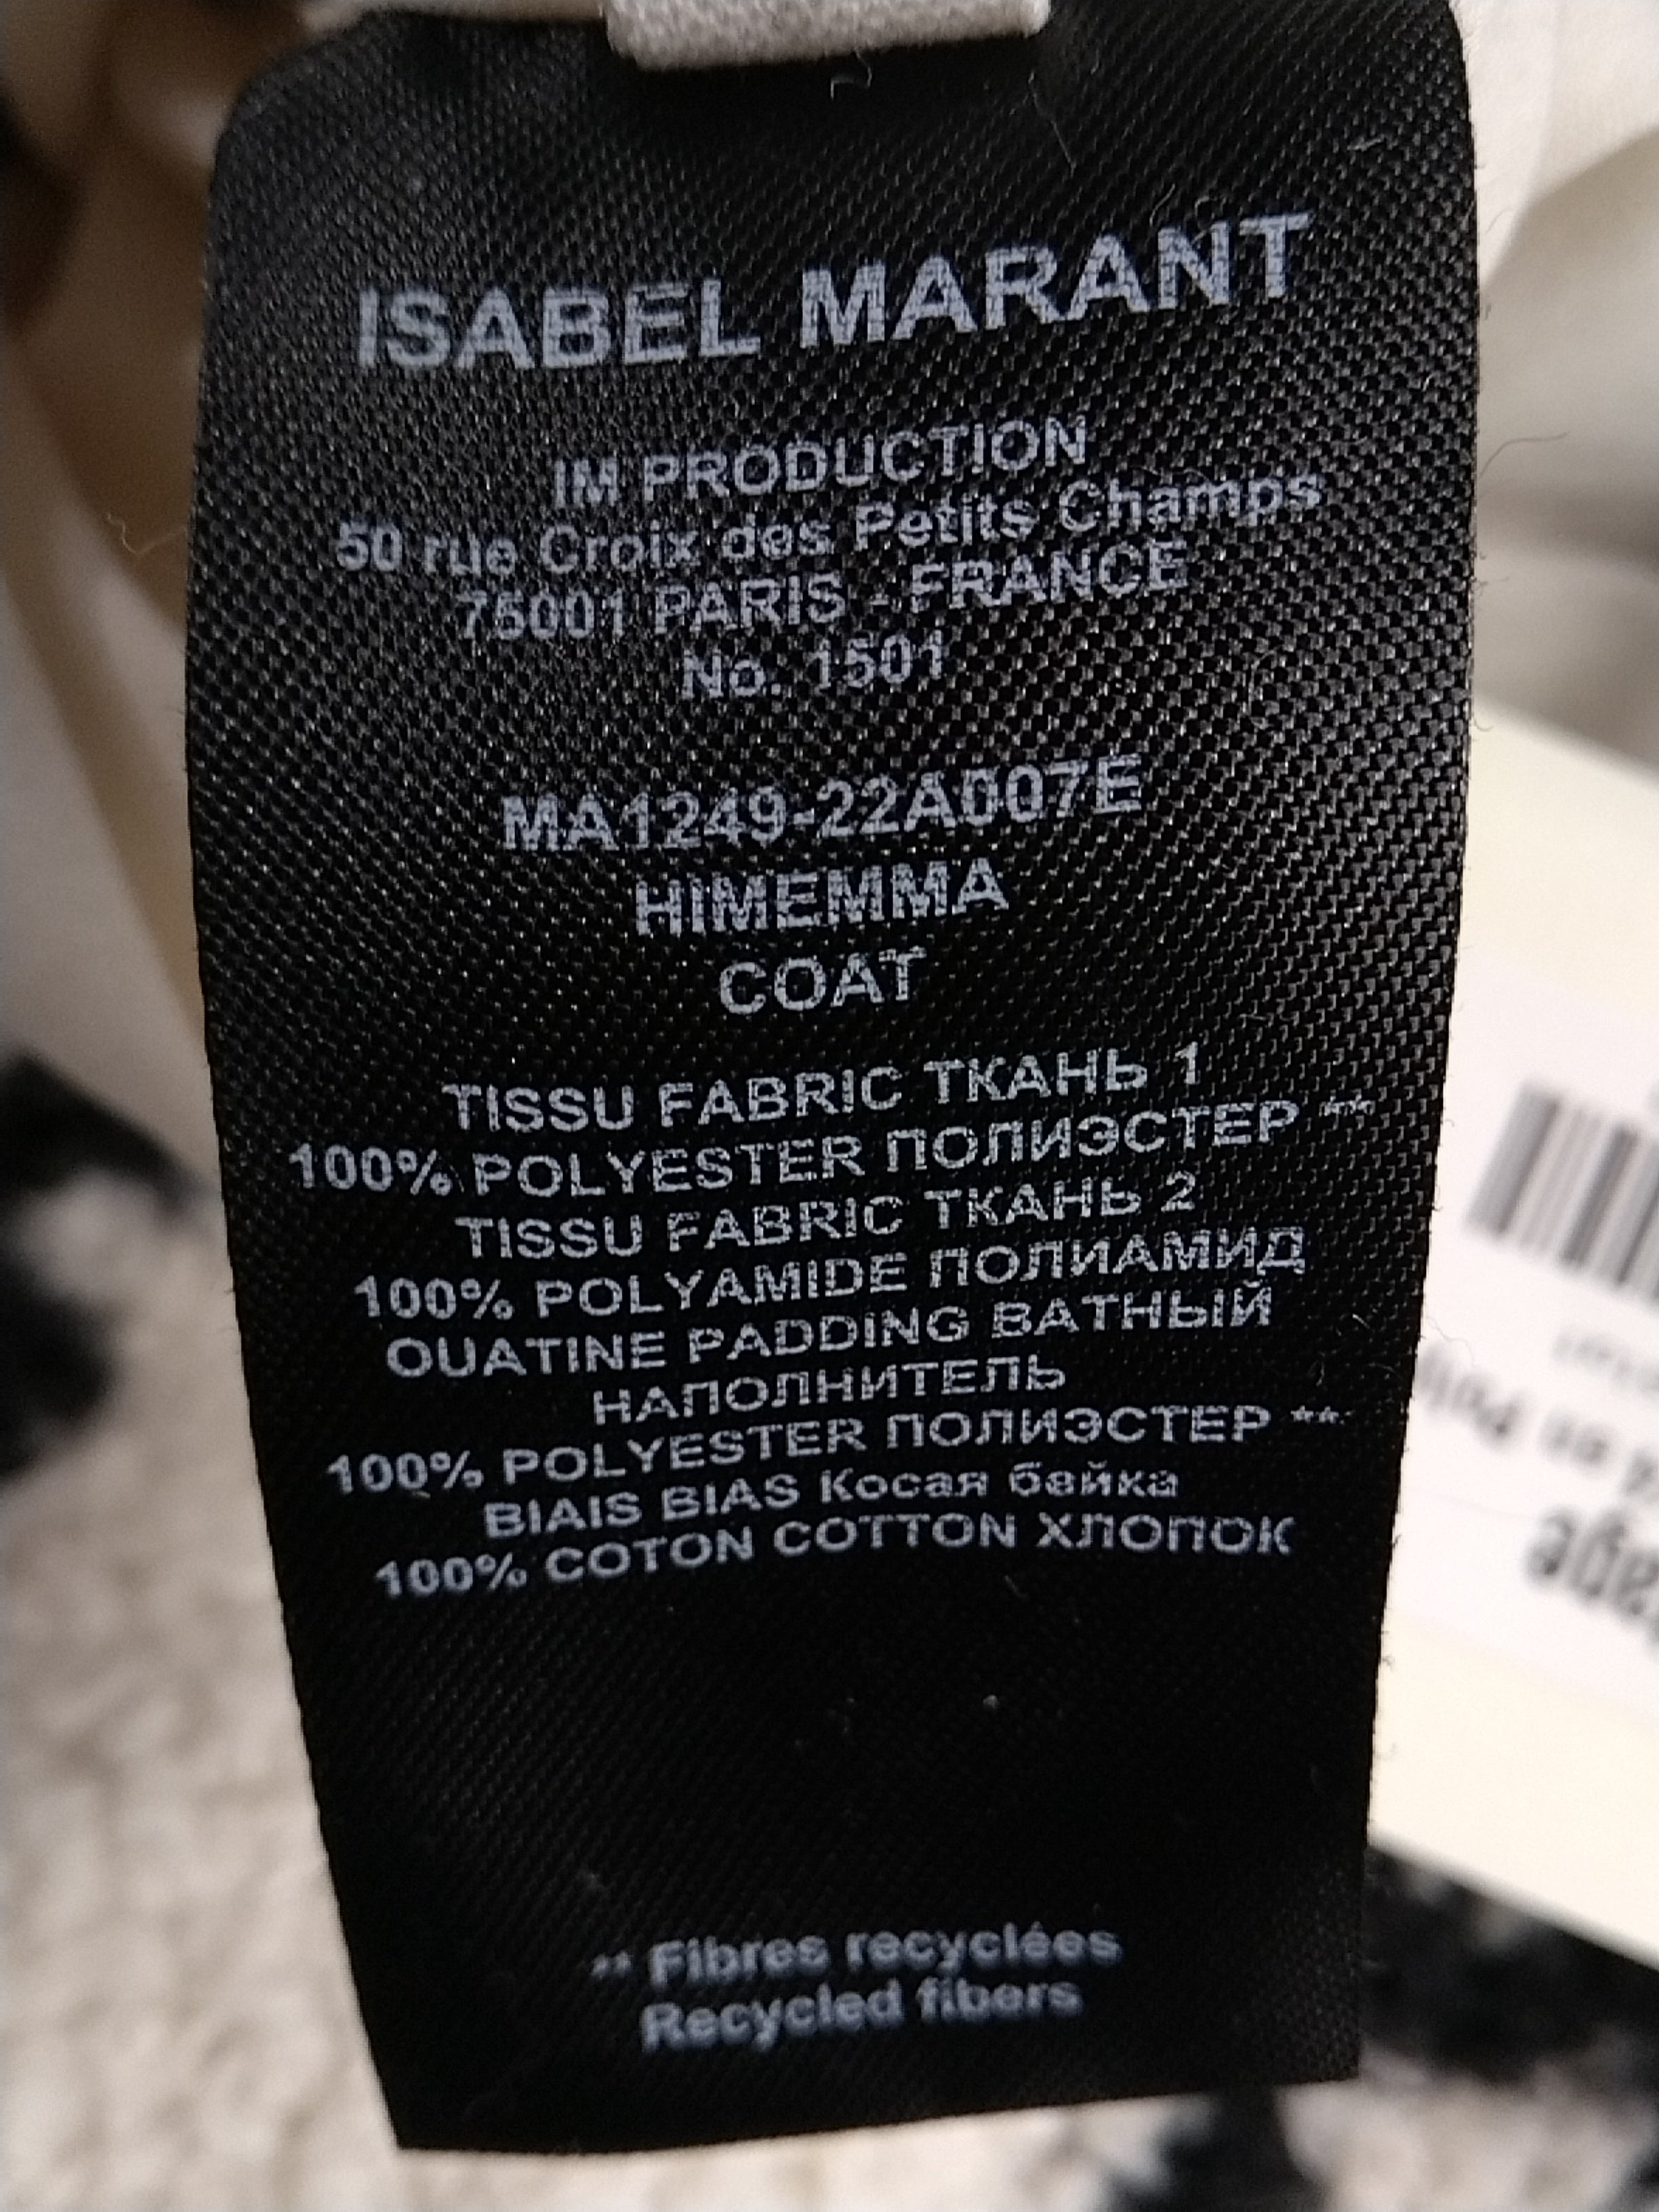 ISABEL MARANT
IM PRODUCTION
50 rue Croix des Petits Champs
75001 PARIS - FRANCE
No: 1501
MA1249-22A007E
HIMEMMA
COAT
TISSU FABRIC ТКАНЬ 1
100% POLYESTER ПОЛИЭСТЕР **
TISSU FABRIC ТКАНЬ 2
100% POLYAMIDE ПОЛИАМИД
OUATINE PADDING ВАТНЫЙ
НАПОЛНИТЕЛЬ
100% POLYESTER ПОЛИЭСТЕР **
BIAIS BIAS Косая бейка
100% COTON COTTON ХЛОПОК
** Fibres recyclées
Recycled fibers